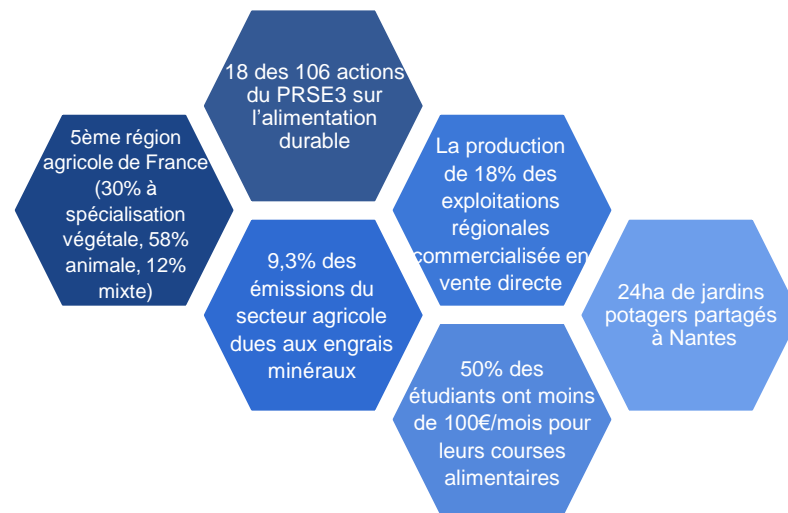 18 des 106 actions
du PRSE3 sur
l'alimentation
durable
5ème région
agricole de France
(30% à
spécialisation
végétale, 58%
animale, 12%
mixte)
La production
de 18% des
exploitations
régionales
commercialisée en
vente directe
9,3% des
émissions du
secteur agricole
dues aux engrais
minéraux
24ha de jardins
potagers partagés
à Nantes
50% des
étudiants ont moins
de 100€/mois pour
leurs courses
alimentaires